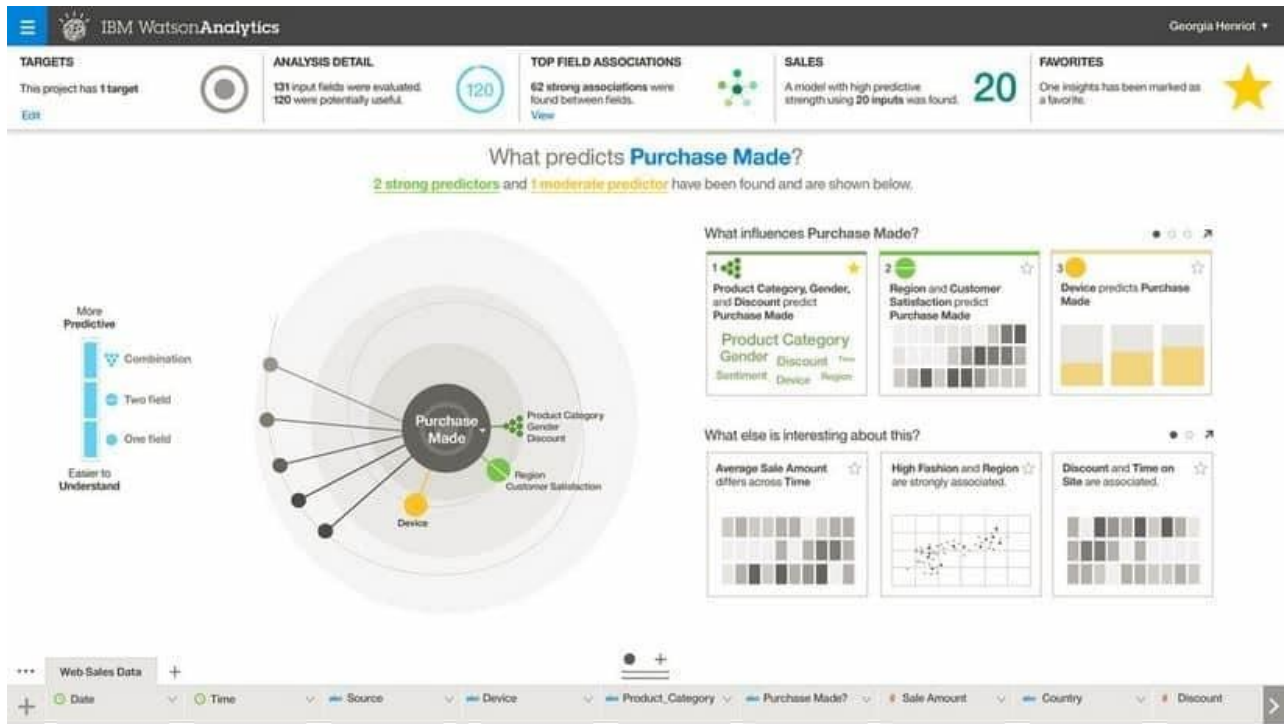 IBM WatsonAnalytics
Georgia Henriot
TARGETS
This project has 1 target
Edit
ANALYSIS DETAIL
131 input fields were evaluated.
120 were potentially useful.
120
TOP FIELD ASSOCIATIONS
62 strong associations were
found between fields.
View
SALES
A model with high predictive
strength using 20 inputs was found.
20
FAVORITES
One insights has been marked as
a favorite.
What predicts Purchase Made?
2 strong predictors and 1 moderate predictor have been found and are shown below.
More
Predictive
Combination
Two field
One field
Easier to
Understand
Purchase
Made
Product Category
Gender
Discount
Region
Customer Satisfaction
Device
What influences Purchase Made?
1
Product Category, Gender,
and Discount predict
Purchase Made
Product Category
Gender Discount Time
Sentiment Device Region
2
Region and Customer
Satisfaction predict
Purchase Made
3
Device predicts Purchase
Made
What else is interesting about this?
Average Sale Amount
differs across Time
High Fashion and Region
are strongly associated.
Discount and Time on
Site are associated.
Web Sales Data
Date
Time
Source
Device
Product_Category
Purchase Made?
# Sale Amount
Country
# Discount